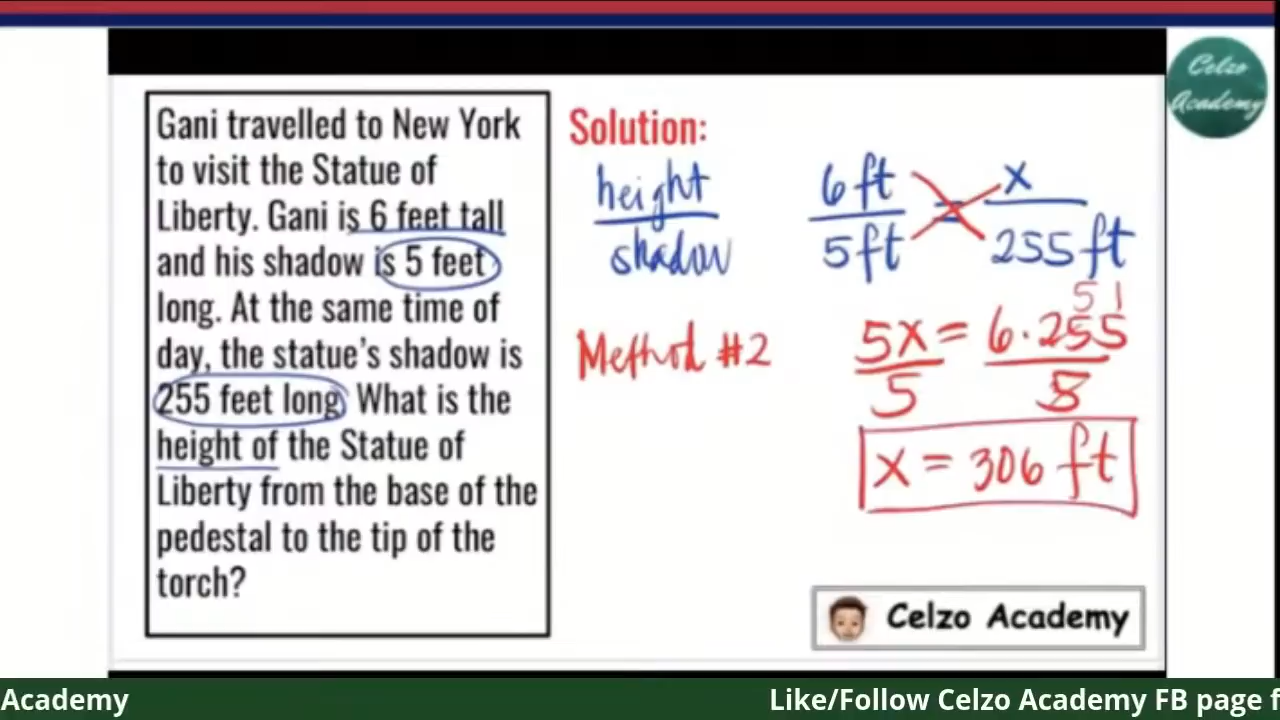 Celzo
Academy
Gani travelled to New York
to visit the Statue of
Liberty. Gani is 6 feet tall
and his shadow is 5 feet
long. At the same time of
day, the statue's shadow is
255 feet long. What is the
height of the Statue of
Liberty from the base of the
pedestal to the tip of the
torch?
Solution:
height
shadow
6 ft = x
5 ft 255 ft
51
Method #2
5x = 6·255
5 5
x = 306 ft
Celzo Academy
Academy
Like/Follow Celzo Academy FB page f